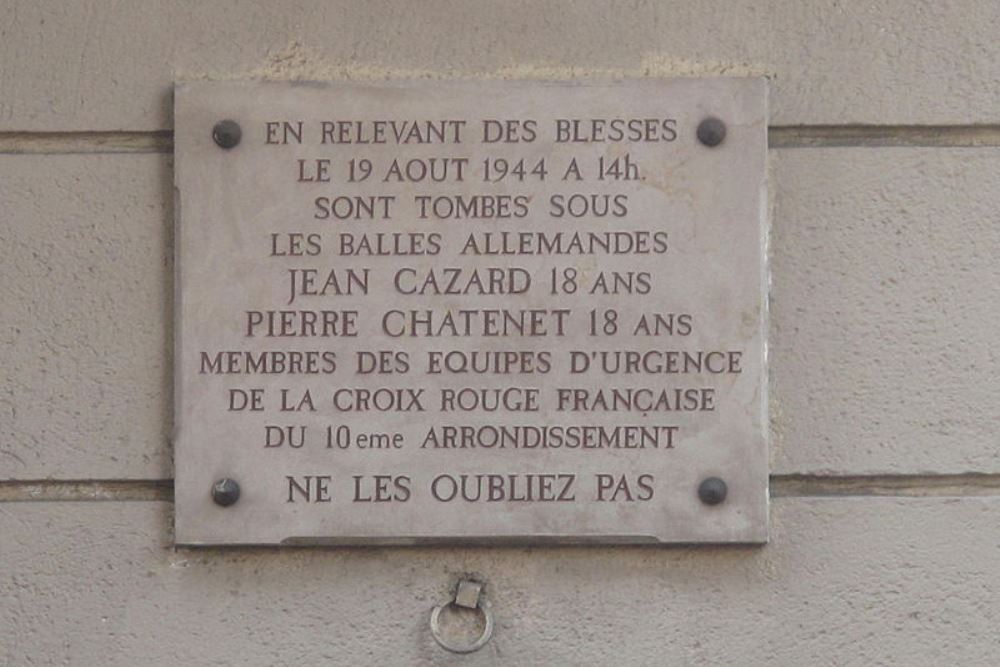 EN RELEVANT DES BLESSES
LE 19 AOUT 1944 A 14h.
SONT TOMBES SOUS
LES BALLES ALLEMANDES
JEAN CAZARD 18 ANS
PIERRE CHATENET 18 ANS
MEMBRES DES EQUIPES D'URGENCE
DE LA CROIX ROUGE FRANÇAISE
DU 10eme ARRONDISSEMENT
NE LES OUBLIEZ PAS